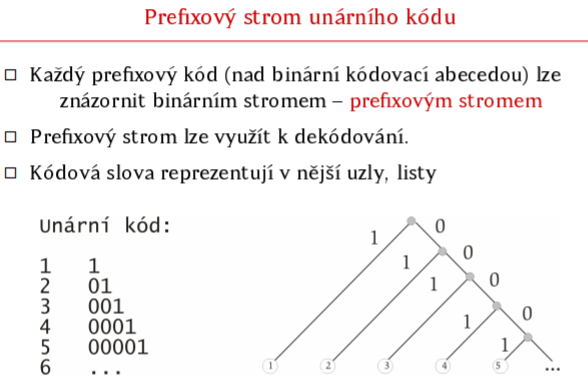 Prefixový strom unárního kódu
Každý prefixový kód (nad binární kódovací abecedou) lze
znázornit binárním stromem – prefixovým stromem
Prefixový strom lze využít k dekódování.
Kódová slova reprezentují v nější uzly, listy
Unární kód:
1 1
2 01
3 001
4 0001
5 00001
6 ...
1 0
1 0
1 0
1 0
1
1 2 3 4 5 ...